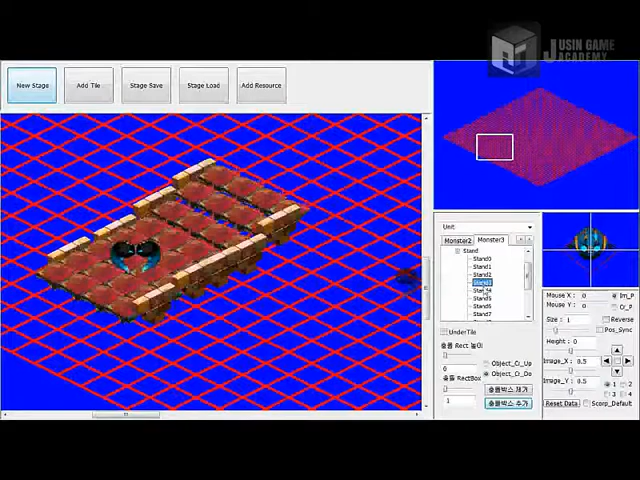 JUSIN GAME
ACADEMY
New Stage
Add Tile
Stage Save
Stage Load
Add Resource
Unit
Monster2
Monster3
Stand
Stand0
Stand1
Stand2
Stand3
Stand4
Stand5
Stand6
Stand7
UnderTile
충돌 Rect 높이
0
Object_Cr_Up
Object_Cr_Do
충돌 RectBox
충돌박스 제거
1
충돌박스 추가
Mouse X : 0
Im_P
Mouse Y : 0
Cr_P
Size : 1
Reverse
Pos_Sync
Height : 0
Image_X : 0.5
Image_Y : 0.5
1
2
3
4
Reset Data
Scorp_Default